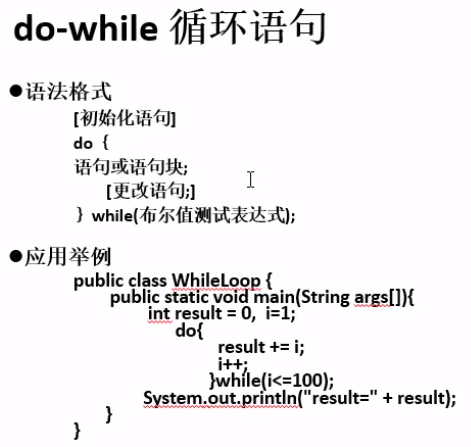 do-while 循环语句
●语法格式
[初始化语句]
do {
语句或语句块;
[更改语句;]
} while(布尔值测试表达式);
●应用举例
public class WhileLoop {
public static void main(String args[]){
int result = 0, i=1;
do{
result += i;
i++;
}while(i<=100);
System.out.println("result=" + result);
}
}